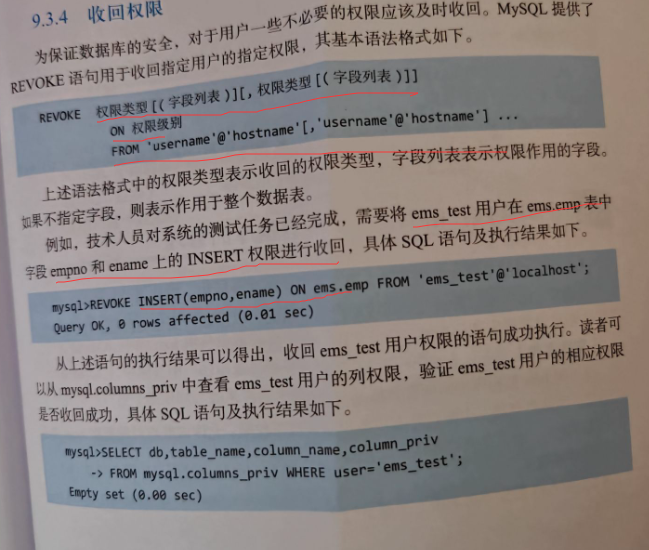 9.3.4 收回权限
为保证数据库的安全，对于用户一些不必要的权限应该及时收回。MySQL 提供了
REVOKE 语句用于收回指定用户的指定权限，其基本语法格式如下。
REVOKE 权限类型[(字段列表)][,权限类型[(字段列表)]]
ON 权限级别
FROM 'username'@'hostname'[,'username'@'hostname'] ...
上述语法格式中的权限类型表示收回的权限类型，字段列表表示权限作用的字段。
如果不指定字段，则表示作用于整个数据表。
例如，技术人员对系统的测试任务已经完成，需要将 ems_test 用户在 ems.emp 表中
字段 empno 和 ename 上的 INSERT 权限进行收回，具体 SQL 语句及执行结果如下。
mysql>REVOKE INSERT(empno,ename) ON ems.emp FROM 'ems_test'@'localhost';
Query OK, 0 rows affected (0.01 sec)
从上述语句的执行结果可以得出，收回 ems_test 用户权限的语句成功执行。读者可
以从 mysql.columns_priv 中查看 ems_test 用户的列权限，验证 ems_test 用户的相应权限
是否收回成功，具体 SQL 语句及执行结果如下。
mysql>SELECT db,table_name,column_name,column_priv
-> FROM mysql.columns_priv WHERE user='ems_test';
Empty set (0.00 sec)